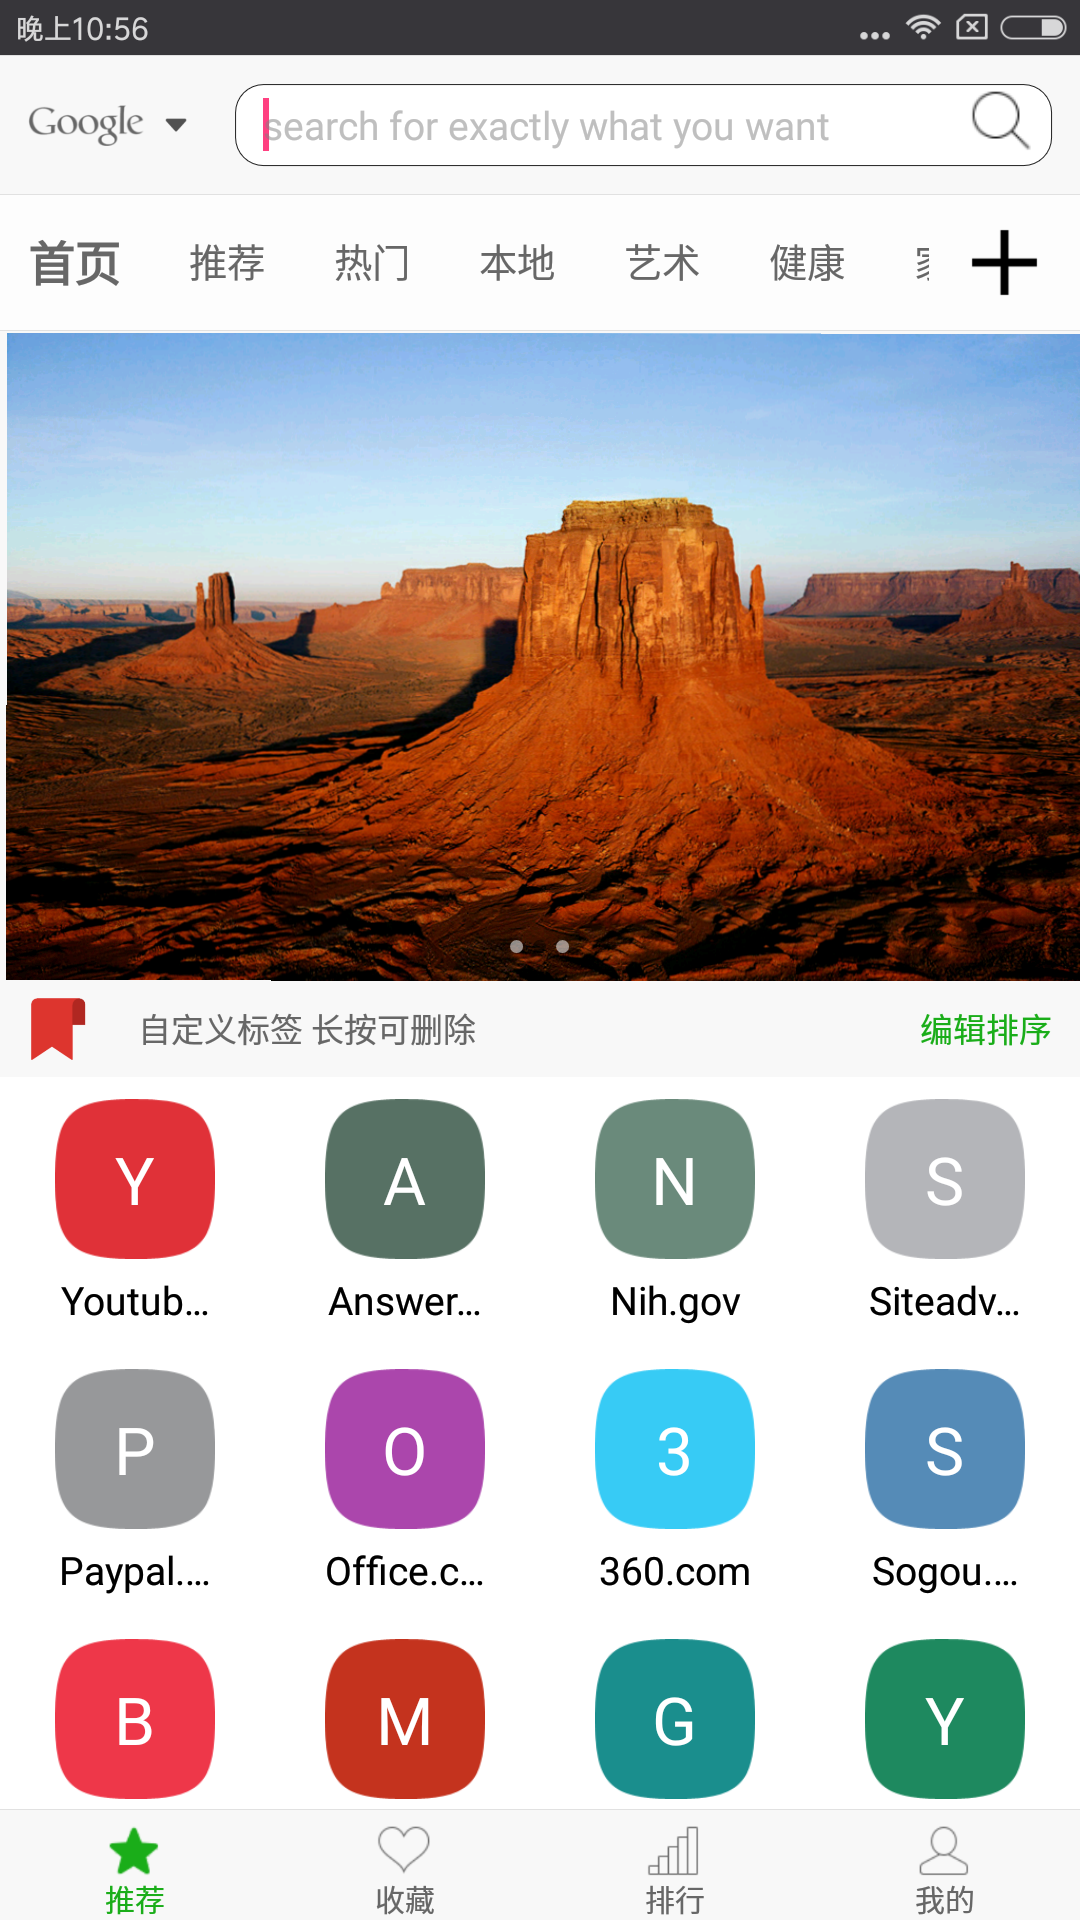 晚上10:56
Google
search for exactly what you want
首页 推荐 热门 本地 艺术 健康
自定义标签 长按可删除 编辑排序
Y A N S
Youtub... Answer... Nih.gov Siteadv...
P O 3 S
Paypal.... Office.c... 360.com Sogou....
B M G Y
推荐 收藏 排行 我的